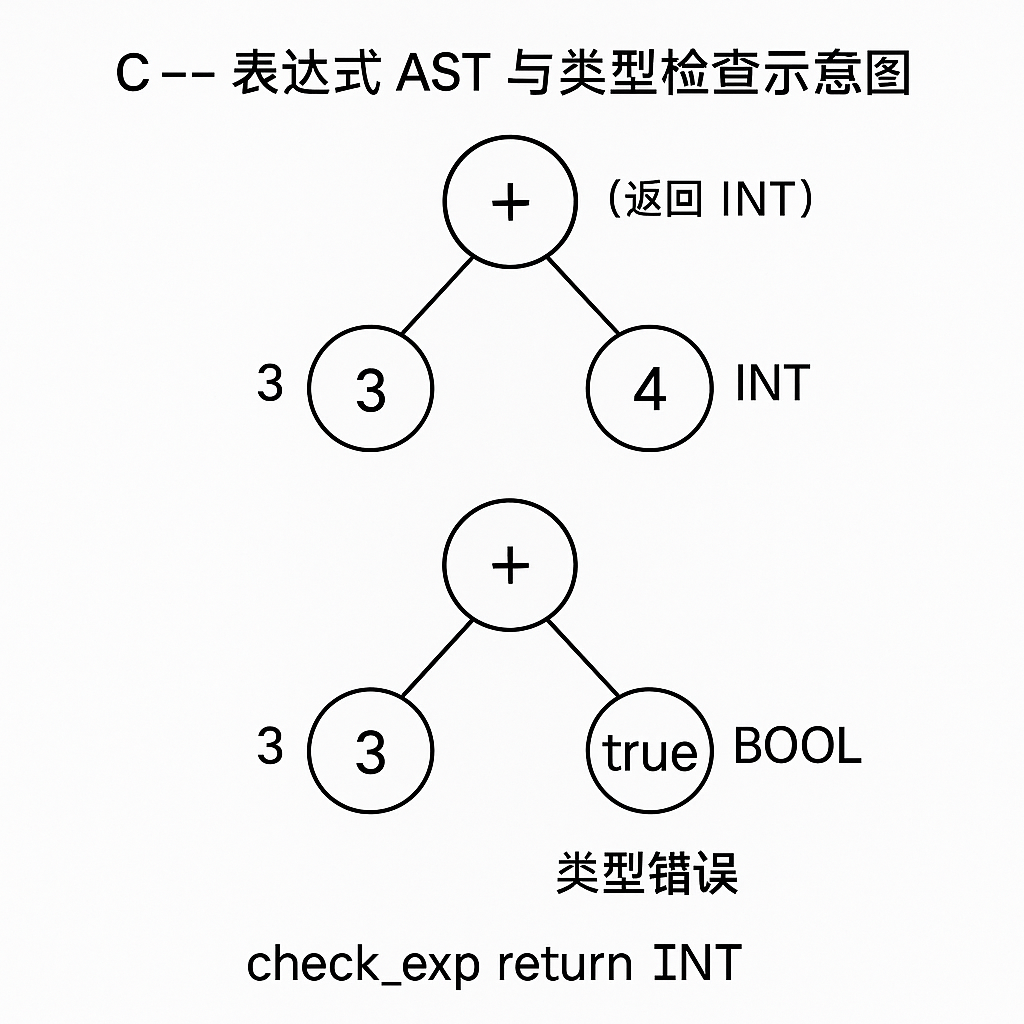 C -- 表达式 AST 与类型检查示意图
+ (返回 INT)
3 3 4 INT
+
3 3 true BOOL
类型错误
check_exp return INT